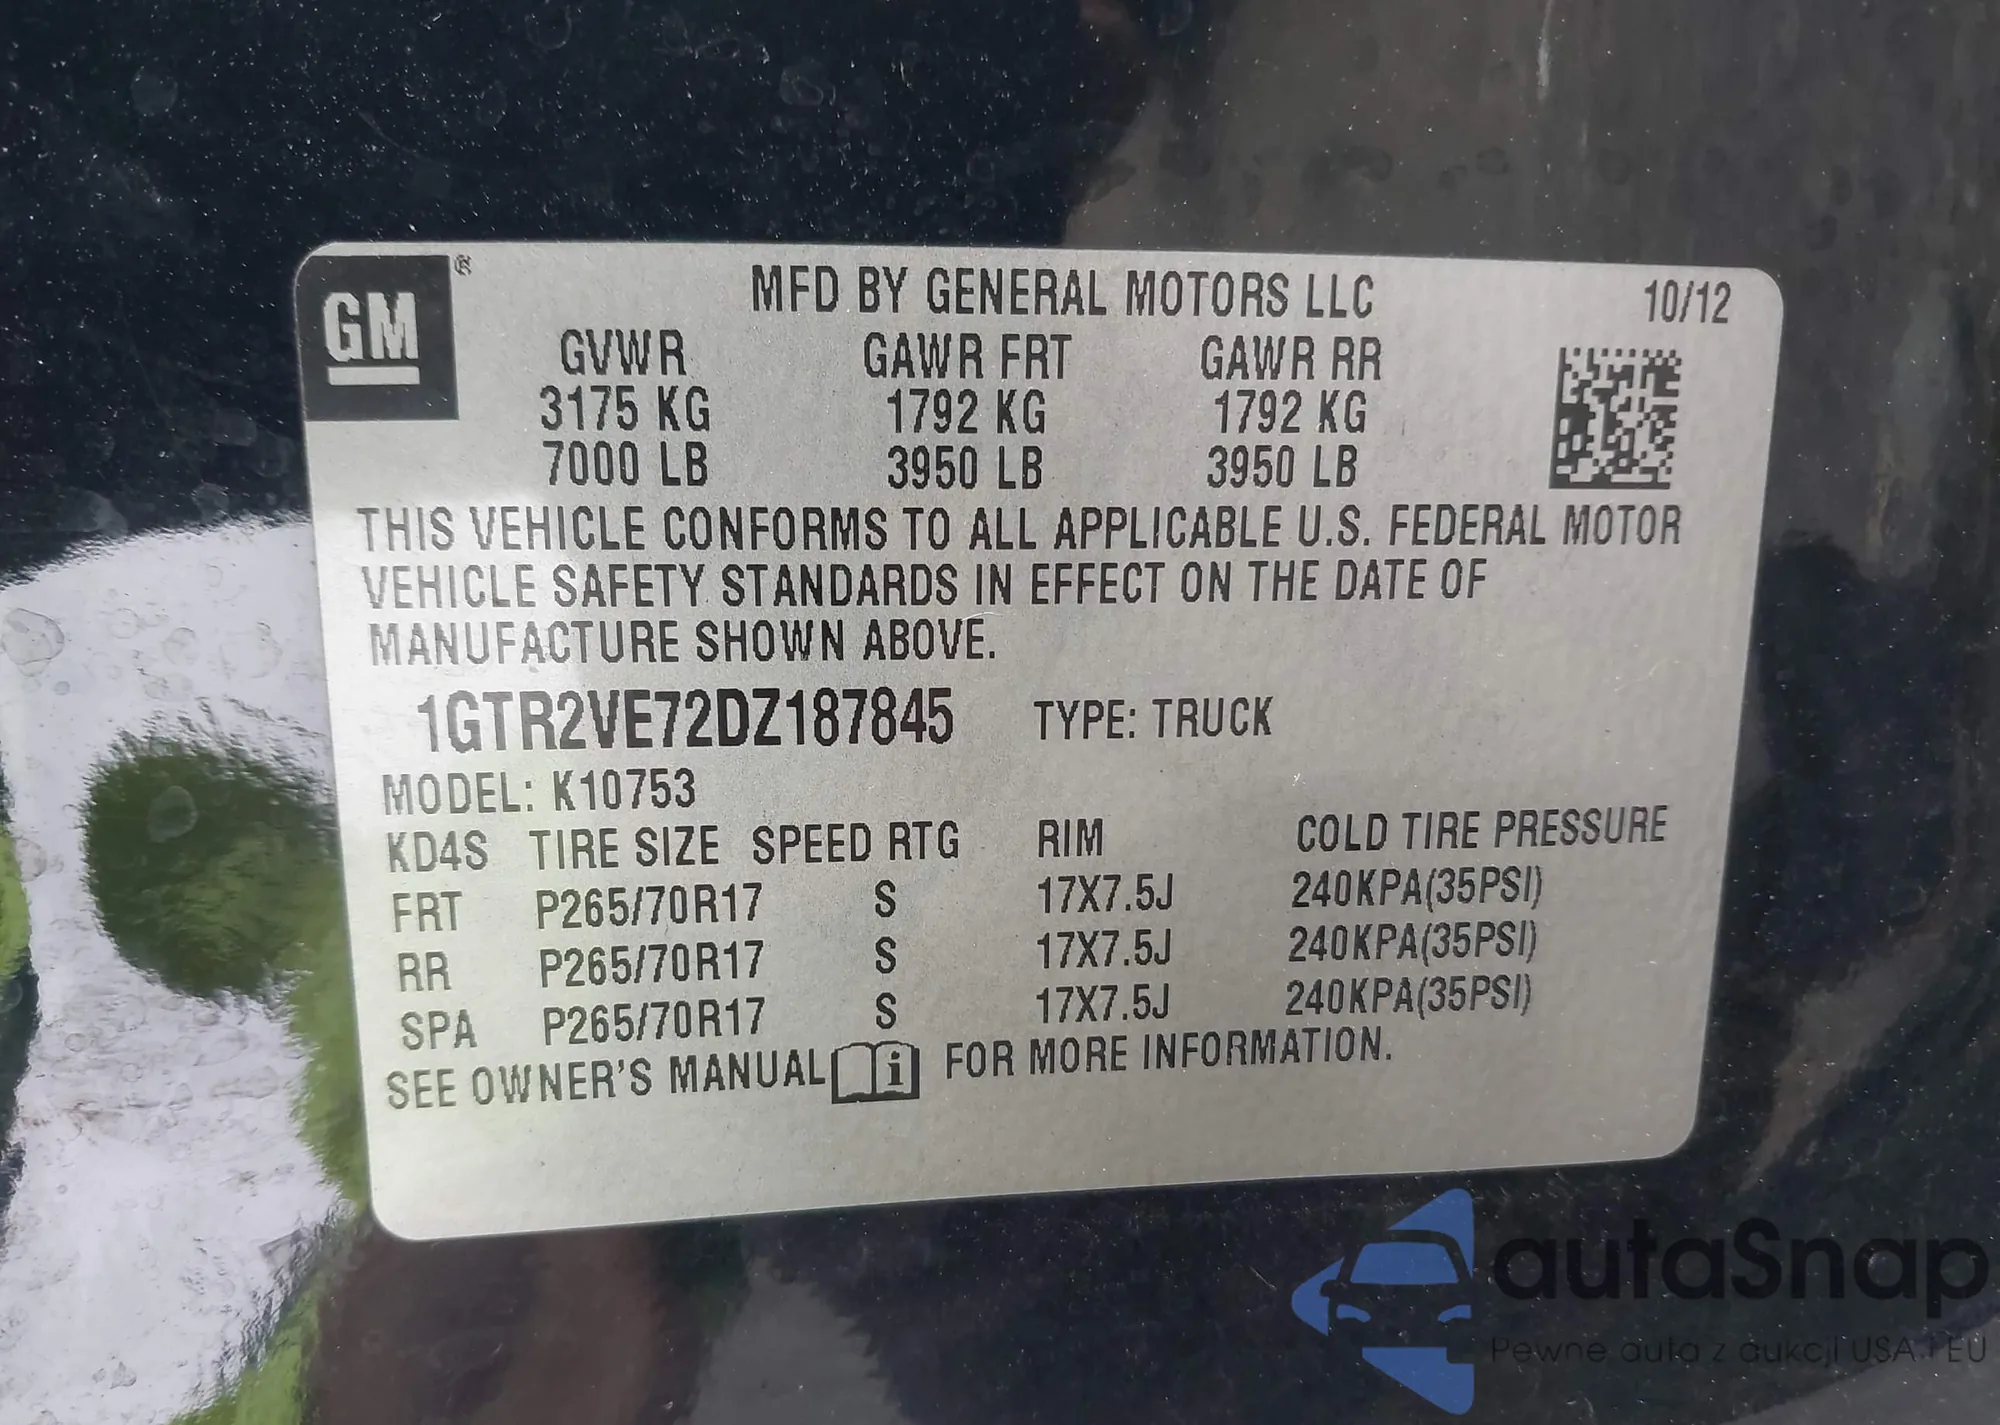 GM®
MFD BY GENERAL MOTORS LLC 10/12
GVWR GAWR FRT GAWR RR
3175 KG 1792 KG 1792 KG
7000 LB 3950 LB 3950 LB
THIS VEHICLE CONFORMS TO ALL APPLICABLE U.S. FEDERAL MOTOR
VEHICLE SAFETY STANDARDS IN EFFECT ON THE DATE OF
MANUFACTURE SHOWN ABOVE.
1GTR2VE72DZ187845 TYPE: TRUCK
MODEL: K10753
KD4S TIRE SIZE SPEED RTG RIM COLD TIRE PRESSURE
FRT P265/70R17 S 17X7.5J 240KPA(35PSI)
RR P265/70R17 S 17X7.5J 240KPA(35PSI)
SPA P265/70R17 S 17X7.5J 240KPA(35PSI)
SEE OWNER'S MANUAL i FOR MORE INFORMATION.
autaSnap
Pewne auta z aukcji USA i EU